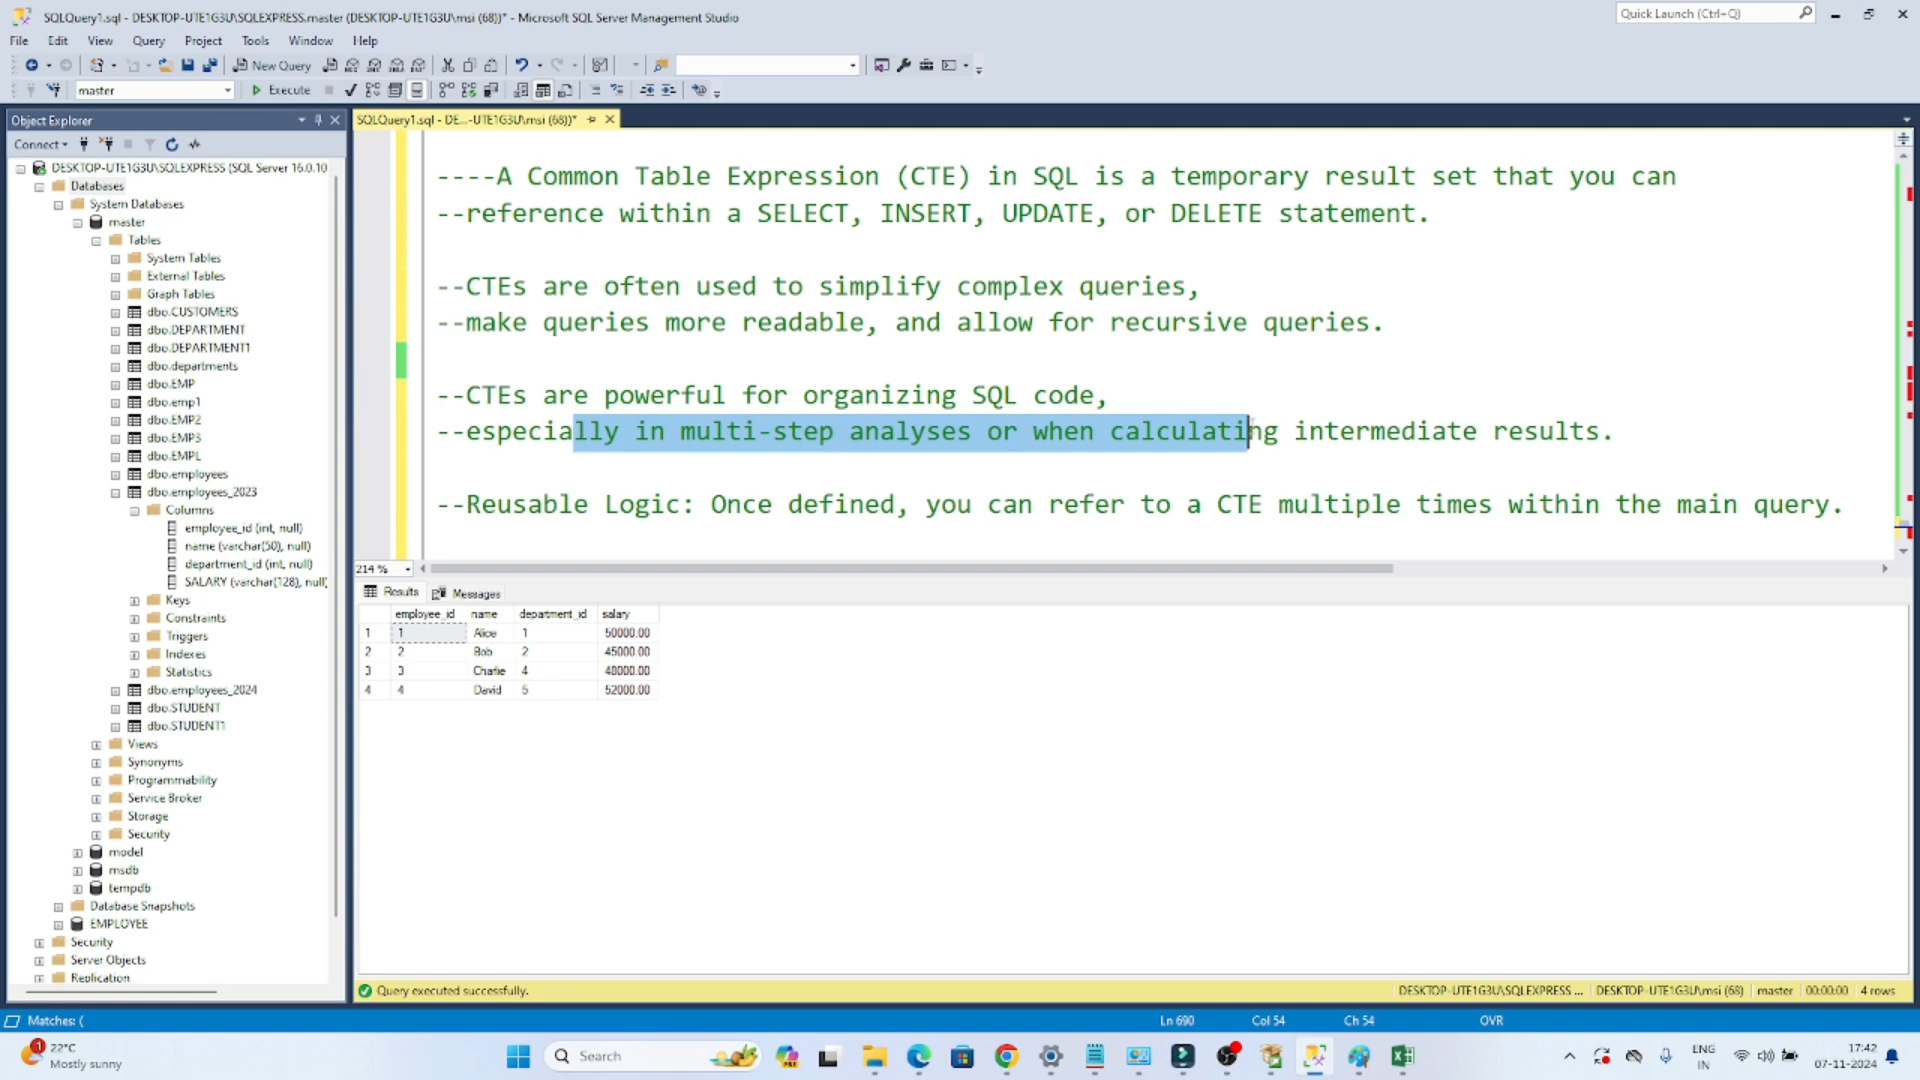 SQLQuery1.sql - DESKTOP-UTE1G3U\SQLEXPRESS.master (DESKTOP-UTE1G3U\msi (68))* - Microsoft SQL Server Management Studio
Quick Launch (Ctrl+Q)
File Edit View Query Project Tools Window Help
New Query
master Execute
Object Explorer
SQLQuery1.sql - DE...-UTE1G3U\msi (68))*
Connect
DESKTOP-UTE1G3U\SQLEXPRESS (SQL Server 16.0.10
Databases
System Databases
master
Tables
System Tables
External Tables
Graph Tables
dbo.CUSTOMERS
dbo.DEPARTMENT
dbo.DEPARTMENT1
dbo.departments
dbo.EMP
dbo.emp1
dbo.EMP2
dbo.EMP3
dbo.EMPL
dbo.employees
dbo.employees_2023
Columns
employee_id (int, null)
name (varchar(50), null)
department_id (int, null)
SALARY (varchar(128), null)
Keys
Constraints
Triggers
Indexes
Statistics
dbo.employees_2024
dbo.STUDENT
dbo.STUDENT1
Views
Synonyms
Programmability
Service Broker
Storage
Security
model
msdb
tempdb
Database Snapshots
EMPLOYEE
Security
Server Objects
Replication
----A Common Table Expression (CTE) in SQL is a temporary result set that you can
--reference within a SELECT, INSERT, UPDATE, or DELETE statement.
--CTEs are often used to simplify complex queries,
--make queries more readable, and allow for recursive queries.
--CTEs are powerful for organizing SQL code,
--especially in multi-step analyses or when calculating intermediate results.
--Reusable Logic: Once defined, you can refer to a CTE multiple times within the main query.
214 %
Results Messages
employee_id name department_id salary
1 1 Alice 1 50000.00
2 2 Bob 2 45000.00
3 3 Charlie 4 48000.00
4 4 David 5 52000.00
Query executed successfully.
DESKTOP-UTE1G3U\SQLEXPRESS ... DESKTOP-UTE1G3U\msi (68) master 00:00:00 4 rows
Matches: (
Ln 690 Col 54 Ch 54 OVR
1
22°C
Mostly sunny
Search
ENG
IN
17:42
07-11-2024